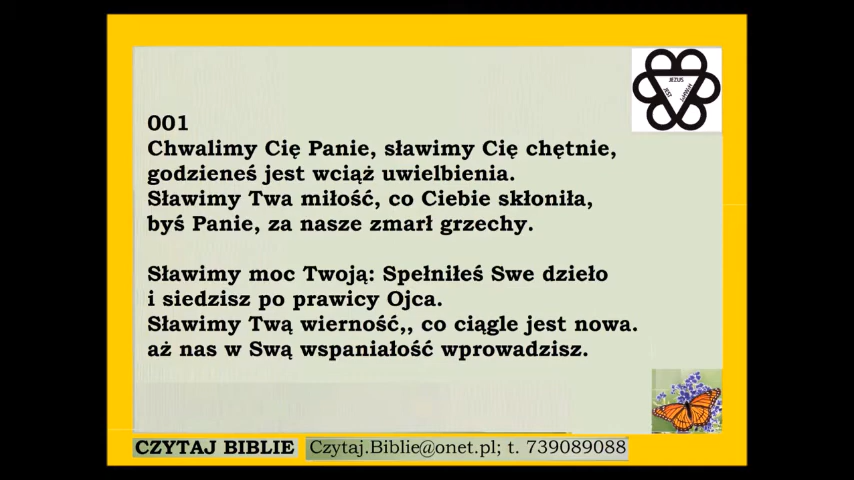 JEZUS
JEST
001
Chwalimy Cię Panie, sławimy Cię chętnie,
godzieneś jest wciąż uwielbienia.
Sławimy Twa miłość, co Ciebie skłoniła,
byś Panie, za nasze zmarł grzechy.
Sławimy moc Twoją: Spełniłeś Swe dzieło
i siedzisz po prawicy Ojca.
Sławimy Twą wierność,, co ciągle jest nowa.
aż nas w Swą wspaniałość wprowadzisz.
CZYTAJ BIBLIE Czytaj.Biblie@onet.pl; t. 739089088